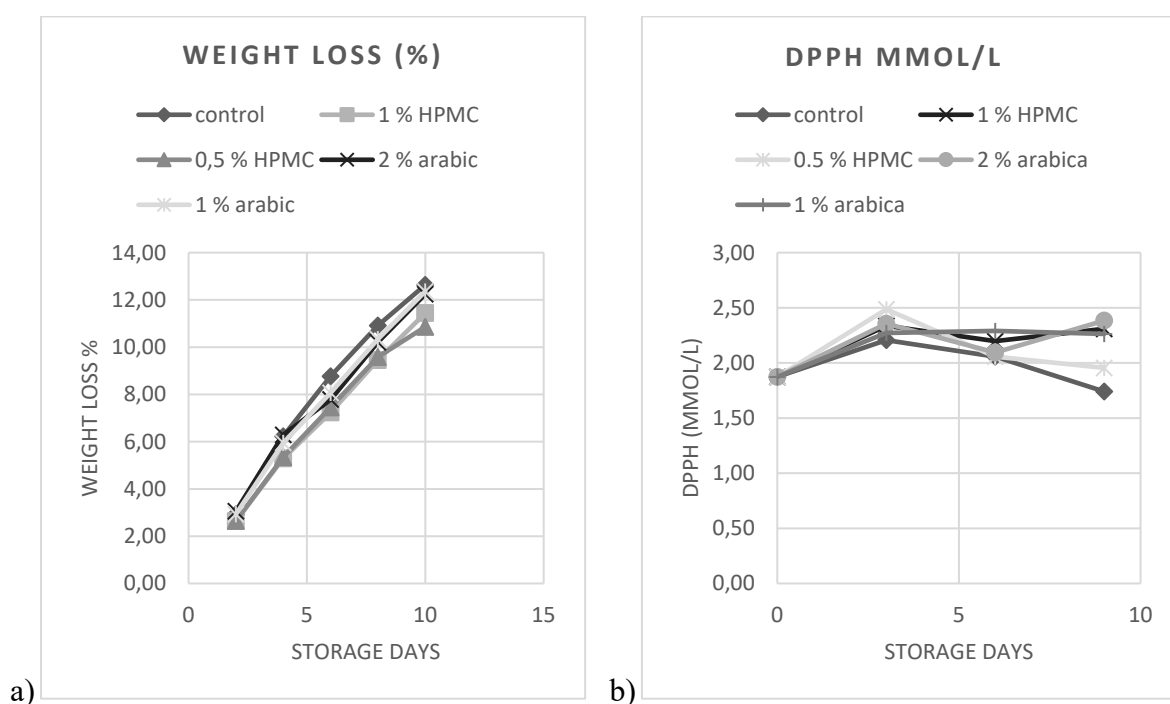 WEIGHT LOSS (%)
control
1 % HPMC
0,5 % HPMC
2 % arabic
1 % arabic
14,00
12,00
10,00
8,00
6,00
4,00
2,00
0,00
WEIGHT LOSS %
0
5
10
15
STORAGE DAYS
a)
DPPH MMOL/L
control
1 % HPMC
0.5 % HPMC
2 % arabica
1 % arabica
3,00
2,50
2,00
1,50
1,00
0,50
0,00
DPPH (MMOL/L)
0
5
10
STORAGE DAYS
b)